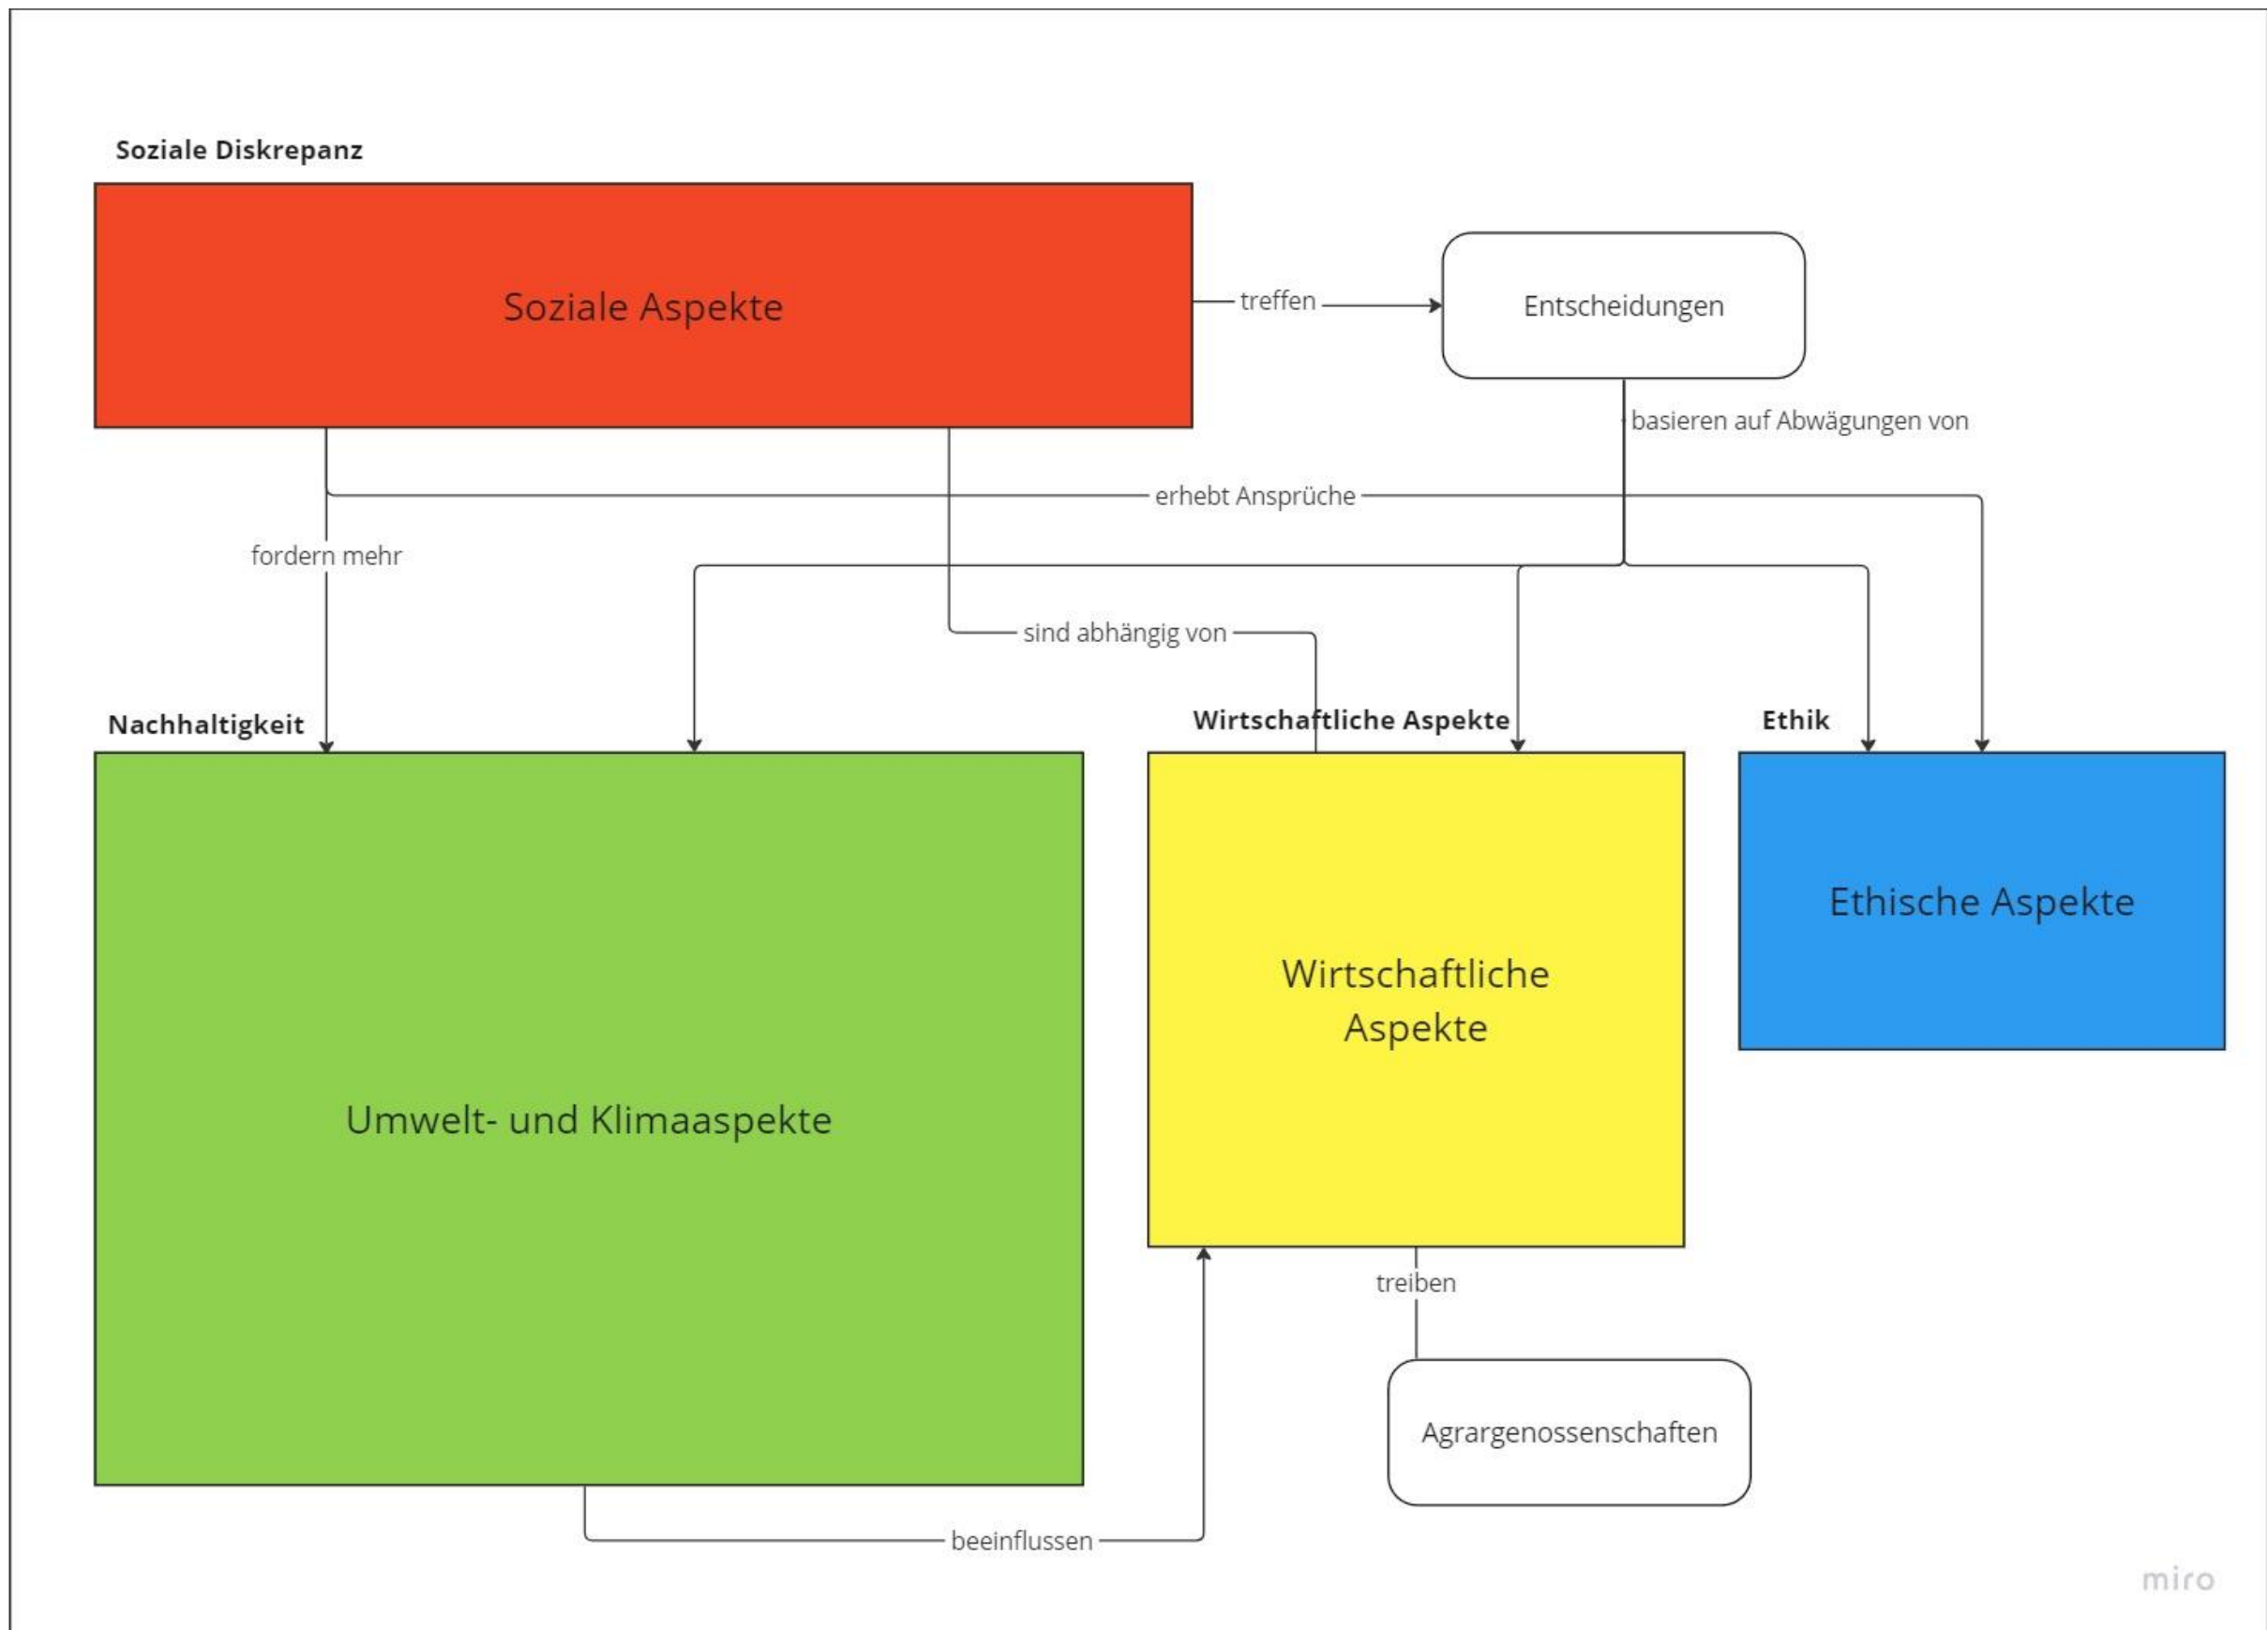 Soziale Diskrepanz
Soziale Aspekte
treffen
Entscheidungen
basieren auf Abwägungen von
erhebt Ansprüche
fordern mehr
sind abhängig von
Nachhaltigkeit
Wirtschaftliche Aspekte
Ethik
Umwelt- und Klimaaspekte
Wirtschaftliche
Aspekte
Ethische Aspekte
treiben
Agrargenossenschaften
beeinflussen
miro